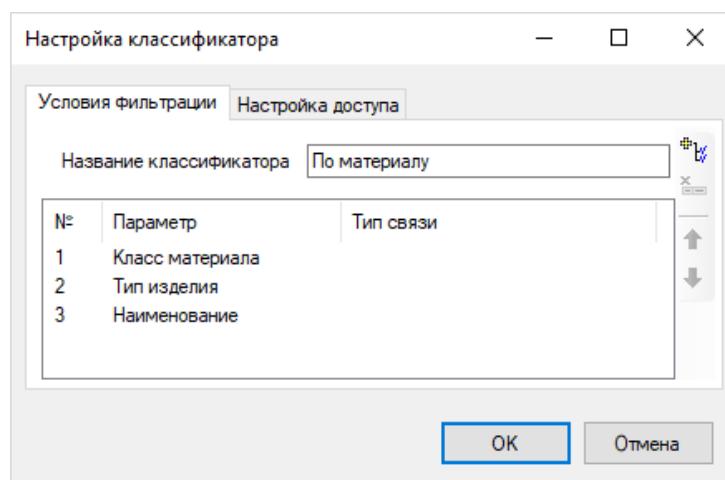 Настройка классификатора
Условия фильтрации Настройка доступа
Название классификатора По материалу
№ Параметр Тип связи
1 Класс материала
2 Тип изделия
3 Наименование
OK Отмена